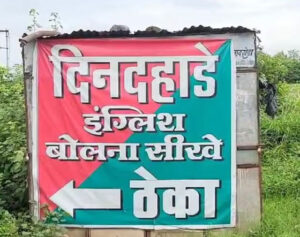 दिनदहाडे
इंग्लिश
बोलना सीखे
ठेका